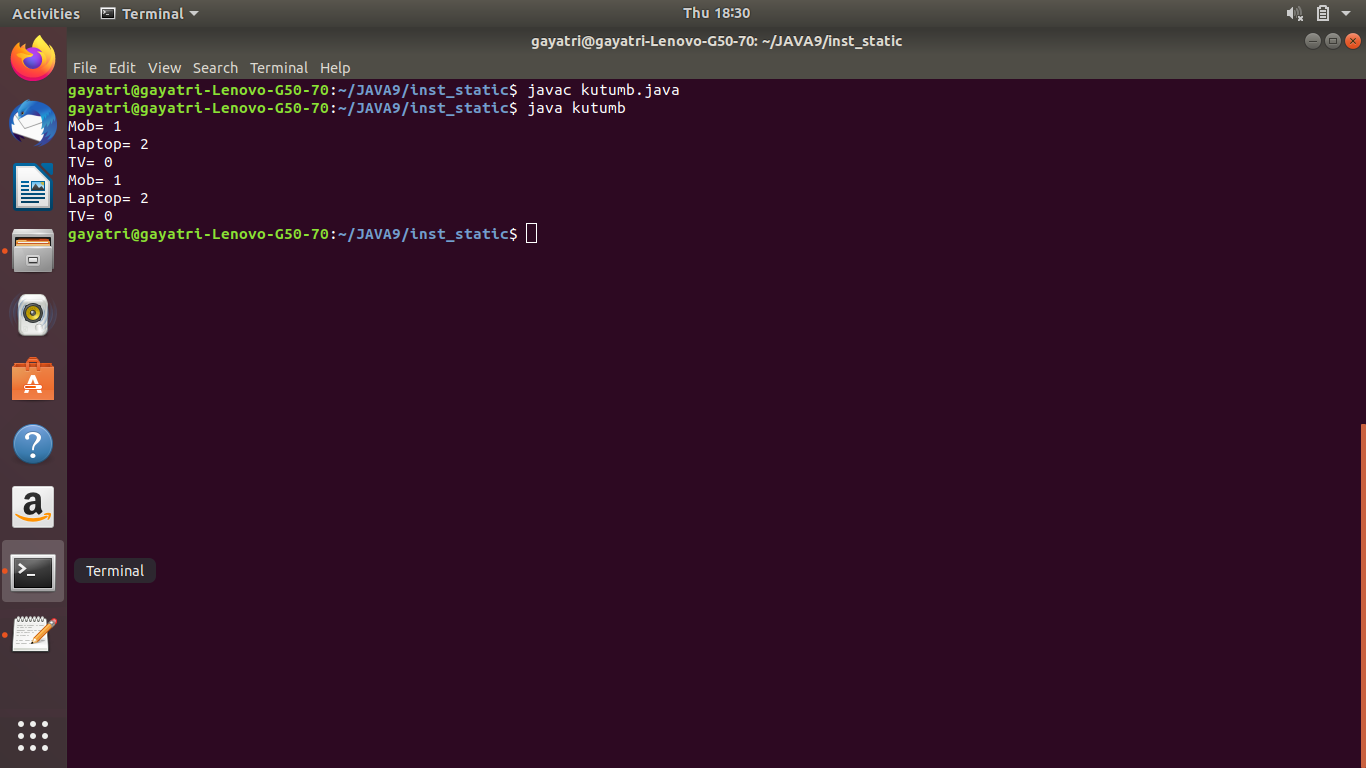 Activities Terminal Thu 18:30
gayatri@gayatri-Lenovo-G50-70: ~/JAVA9/inst_static
File Edit View Search Terminal Help
gayatri@gayatri-Lenovo-G50-70:~/JAVA9/inst_static$ javac kutumb.java
gayatri@gayatri-Lenovo-G50-70:~/JAVA9/inst_static$ java kutumb
Mob= 1
laptop= 2
TV= 0
Mob= 1
Laptop= 2
TV= 0
gayatri@gayatri-Lenovo-G50-70:~/JAVA9/inst_static$
Terminal